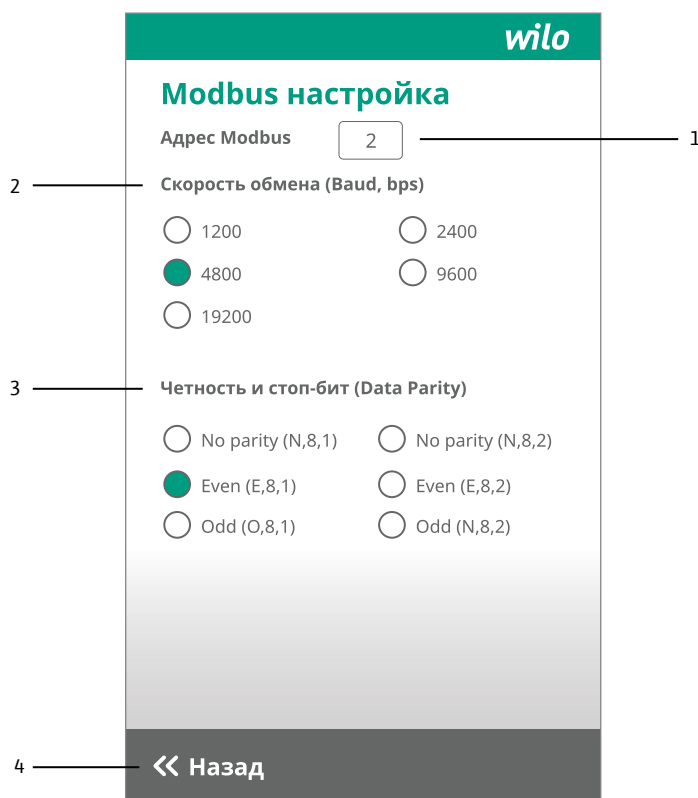 wilo
Modbus настройка
Адрес Modbus 2 1
2 Скорость обмена (Baud, bps)
1200 2400
4800 9600
19200
3 Четность и стоп-бит (Data Parity)
No parity (N,8,1) No parity (N,8,2)
Even (E,8,1) Even (E,8,2)
Odd (O,8,1) Odd (N,8,2)
4 Назад